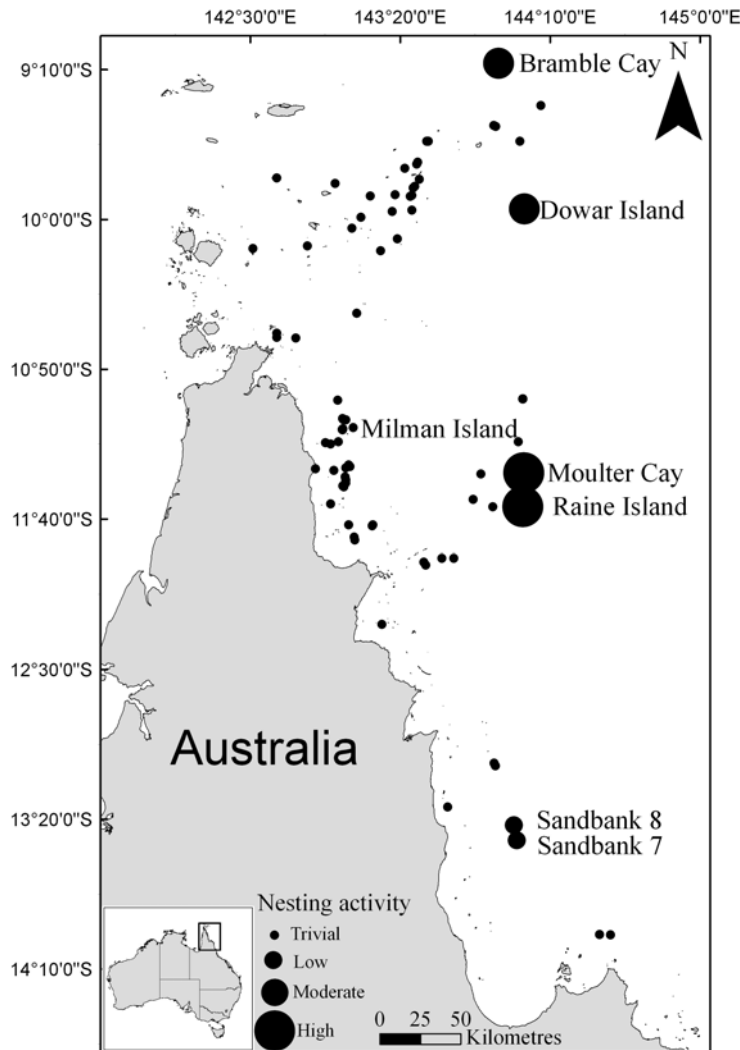 142°30'0"E 143°20'0"E 144°10'0"E 145°0'0"E
9°10'0"S
N
Bramble Cay
10°0'0"S
Dowar Island
10°50'0"S
Milman Island
Moulter Cay
Raine Island
11°40'0"S
12°30'0"S
Australia
13°20'0"S
Sandbank 8
Sandbank 7
Nesting activity
Trivial
Low
14°10'0"S
Moderate
High
0 25 50
Kilometres